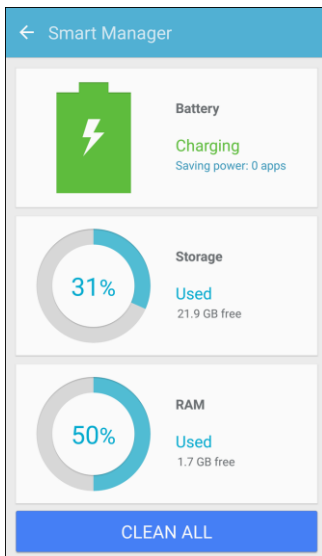 Smart Manager
Battery
Charging
Saving power: 0 apps
31%
Storage
Used
21.9 GB free
50%
RAM
Used
1.7 GB free
CLEAN ALL